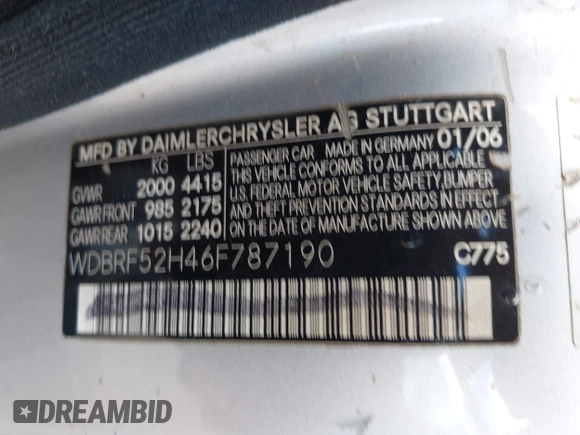 MFD BY DAIMLERCHRYSLER AG STUTTGART
KG LBS
GVWR 2000 4415
GAWR FRONT 985 2175
GAWR REAR 1015 2240
PASSENGER CAR MADE IN GERMANY 01/06
THIS VEHICLE CONFORMS TO ALL APPLICABLE
U.S. FEDERAL MOTOR VEHICLE SAFETY, BUMPER
AND THEFT PREVENTION STANDARDS IN EFFECT
ON THE DATE OF MANUFACTURE SHOWN ABOVE.
WDBRF52H46F787190 C775
DREAMBID